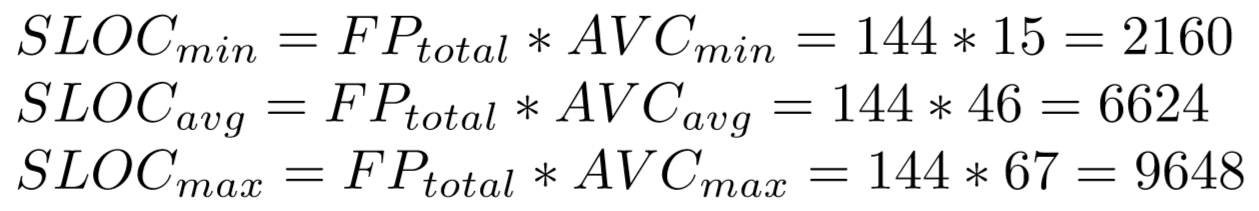 SLOC_min = FP_total * AVC_min = 144 * 15 = 2160
SLOC_avg = FP_total * AVC_avg = 144 * 46 = 6624
SLOC_max = FP_total * AVC_max = 144 * 67 = 9648